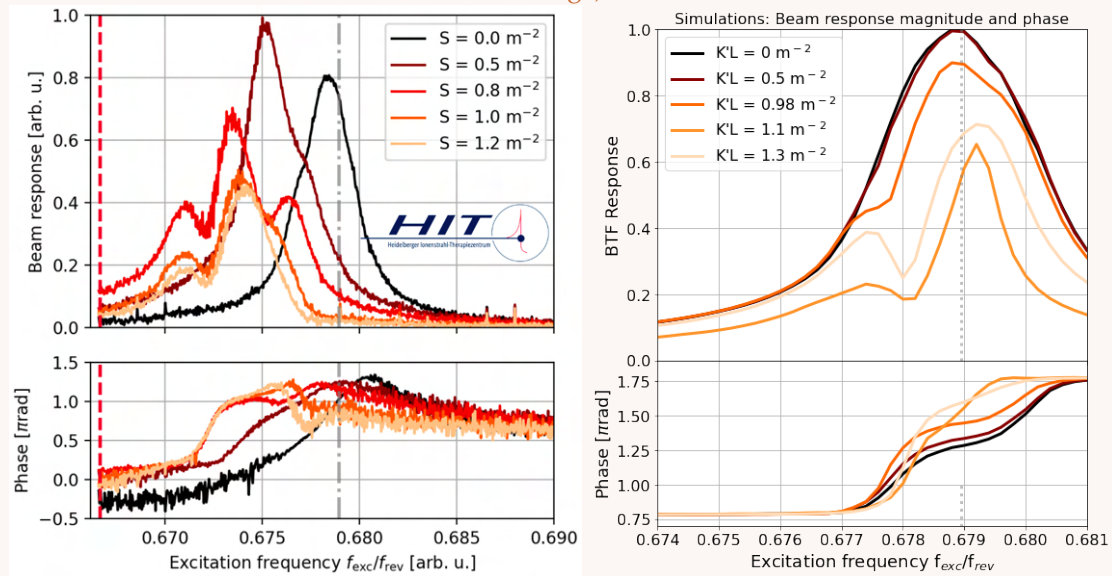 1.0
0.8
0.6
0.4
0.2
0.0
Beam response [arb. u.]
S = 0.0 m⁻²
S = 0.5 m⁻²
S = 0.8 m⁻²
S = 1.0 m⁻²
S = 1.2 m⁻²
HIT
Heidelberger Ionenstrahl-Therapiezentrum
1.5
1.0
0.5
0.0
−0.5
Phase [πrad]
0.670 0.675 0.680 0.685 0.690
Excitation frequency f_exc/f_rev [arb. u.]
Simulations: Beam response magnitude and phase
1.0
0.8
0.6
0.4
0.2
0.0
BTF Response
K'L = 0 m⁻²
K'L = 0.5 m⁻²
K'L = 0.98 m⁻²
K'L = 1.1 m⁻²
K'L = 1.3 m⁻²
1.75
1.50
1.25
1.00
0.75
Phase [πrad]
0.674 0.675 0.676 0.677 0.678 0.679 0.680 0.681
Excitation frequency f_exc/f_rev